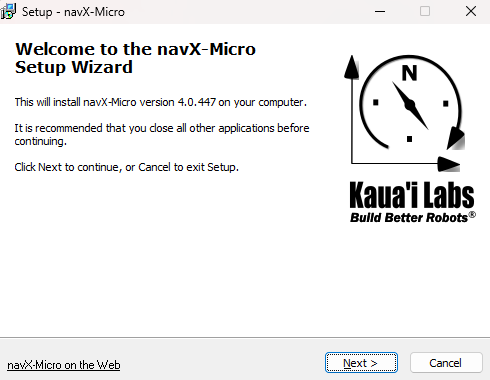 Setup - navX-Micro
Welcome to the navX-Micro
Setup Wizard
This will install navX-Micro version 4.0.447 on your computer.
It is recommended that you close all other applications before
continuing.
Click Next to continue, or Cancel to exit Setup.
N
Kaua'i Labs
Build Better Robots®
navX-Micro on the Web
Next >
Cancel